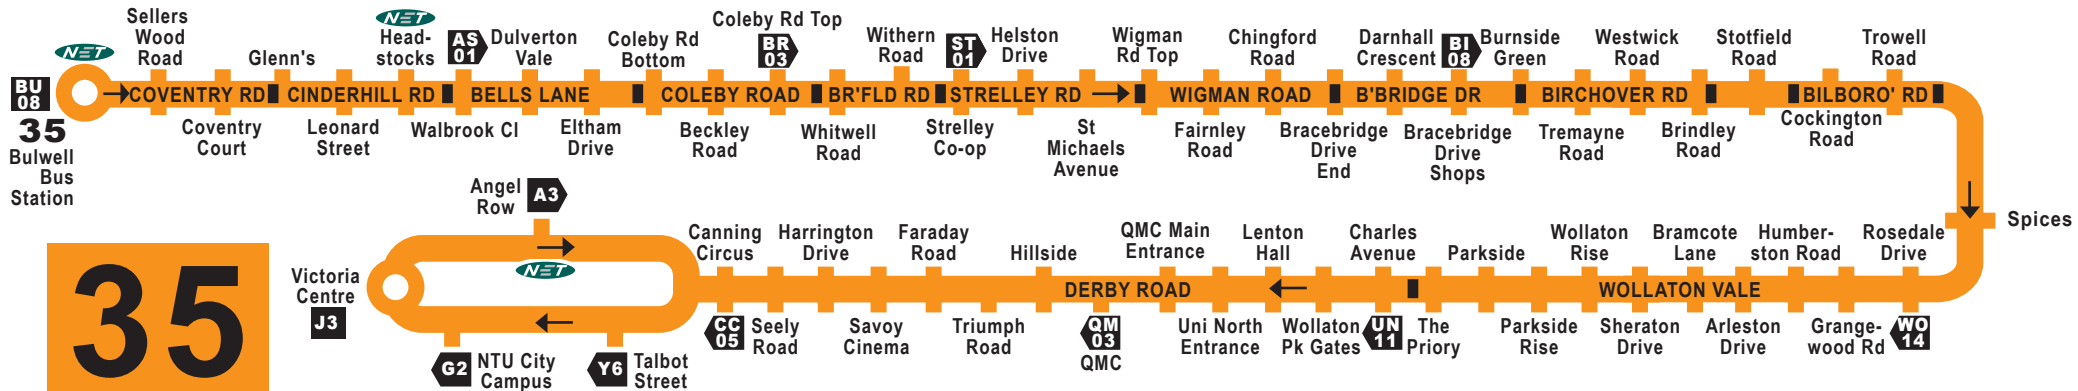 Sellers
Wood
Road
NET
Glenn's
NET
Head-
stocks
AS
01
Dulverton
Vale
Coleby Rd
Bottom
Coleby Rd Top
BR
03
Withern
Road
ST
01
Helston
Drive
Wigman
Rd Top
Chingford
Road
Darnhall
Crescent
BI
08
Burnside
Green
Westwick
Road
Stotfield
Road
Trowell
Road
BU
08
35
Bulwell
Bus
Station
COVENTRY RD
CINDERHILL RD
BELLS LANE
COLEBY ROAD
BR'FLD RD
STRELLEY RD
WIGMAN ROAD
B'BRIDGE DR
BIRCHOVER RD
BILBORO' RD
Coventry
Court
Leonard
Street
Walbrook Cl
Eltham
Drive
Beckley
Road
Whitwell
Road
Strelley
Co-op
St
Michaels
Avenue
Fairnley
Road
Bracebridge
Drive
End
Bracebridge
Drive
Shops
Tremayne
Road
Brindley
Road
Cockington
Road
Spices
Angel
Row
A3
NET
Canning
Circus
Harrington
Drive
Faraday
Road
Hillside
QMC Main
Entrance
Lenton
Hall
Charles
Avenue
Parkside
Wollaton
Rise
Bramcote
Lane
Humber-
ston Road
Rosedale
Drive
35
Victoria
Centre
J3
DERBY ROAD
WOLLATON VALE
G2
NTU City
Campus
Y6
Talbot
Street
CC
05
Seely
Road
Savoy
Cinema
Triumph
Road
QM
03
QMC
Uni North
Entrance
Wollaton
Pk Gates
UN
11
The
Priory
Parkside
Rise
Sheraton
Drive
Arleston
Drive
Grange-
wood Rd
WO
14